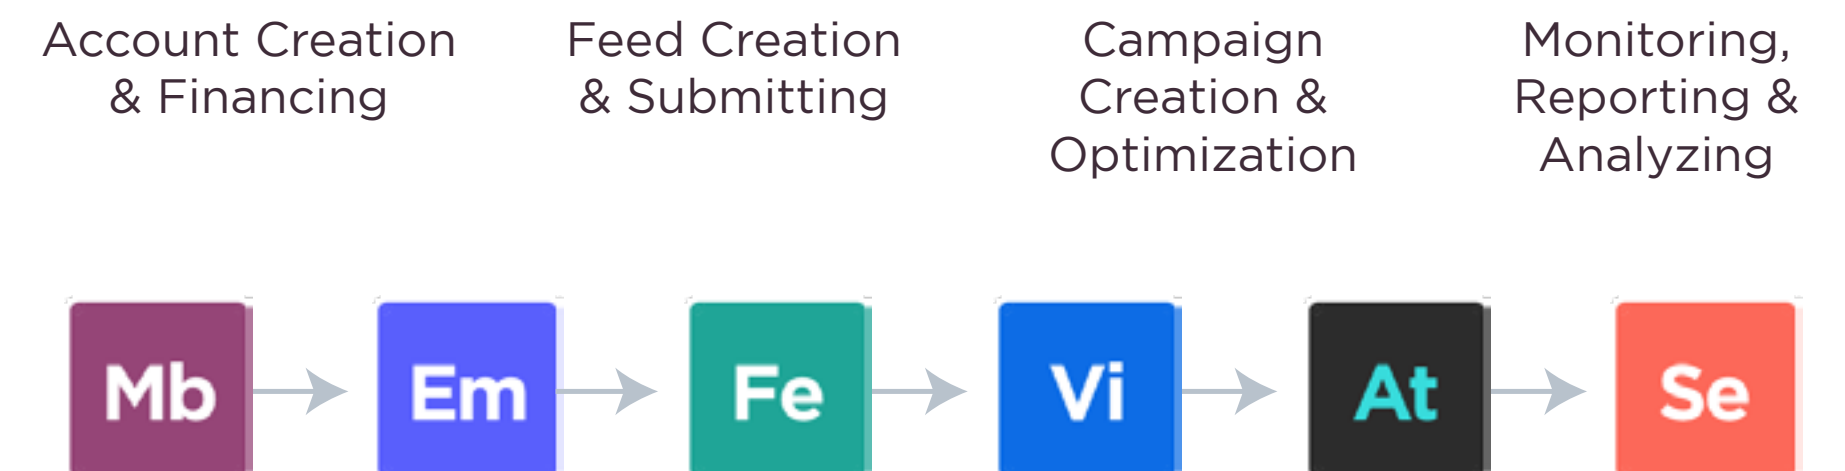 Account Creation
& Financing
Feed Creation
& Submitting
Campaign
Creation &
Optimization
Monitoring,
Reporting &
Analyzing
Mb
Em
Fe
Vi
At
Se